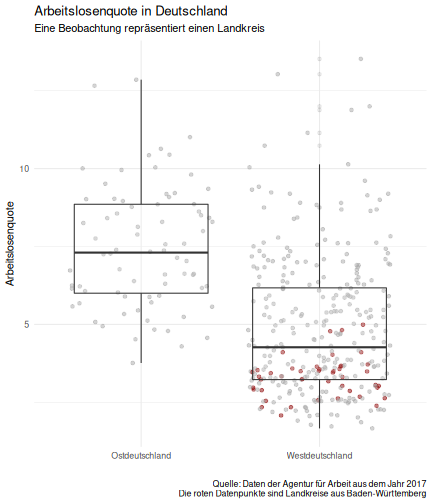 Arbeitslosenquote in Deutschland
Eine Beobachtung repräsentiert einen Landkreis
Arbeitslosenquote
10
5
Ostdeutschland
Westdeutschland
Quelle: Daten der Agentur für Arbeit aus dem Jahr 2017
Die roten Datenpunkte sind Landkreise aus Baden-Württemberg